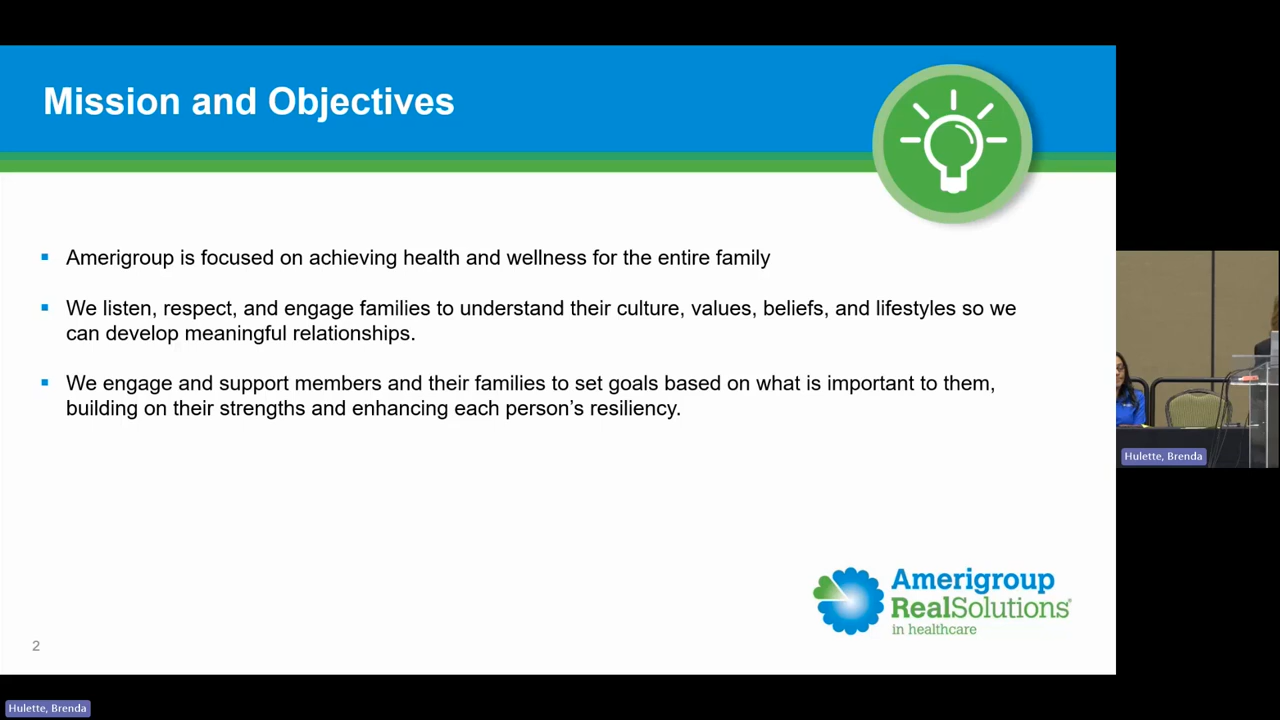 Mission and Objectives
Amerigroup is focused on achieving health and wellness for the entire family
We listen, respect, and engage families to understand their culture, values, beliefs, and lifestyles so we
can develop meaningful relationships.
We engage and support members and their families to set goals based on what is important to them,
building on their strengths and enhancing each person’s resiliency.
Hulette, Brenda
Amerigroup
RealSolutions®
in healthcare
2
Hulette, Brenda